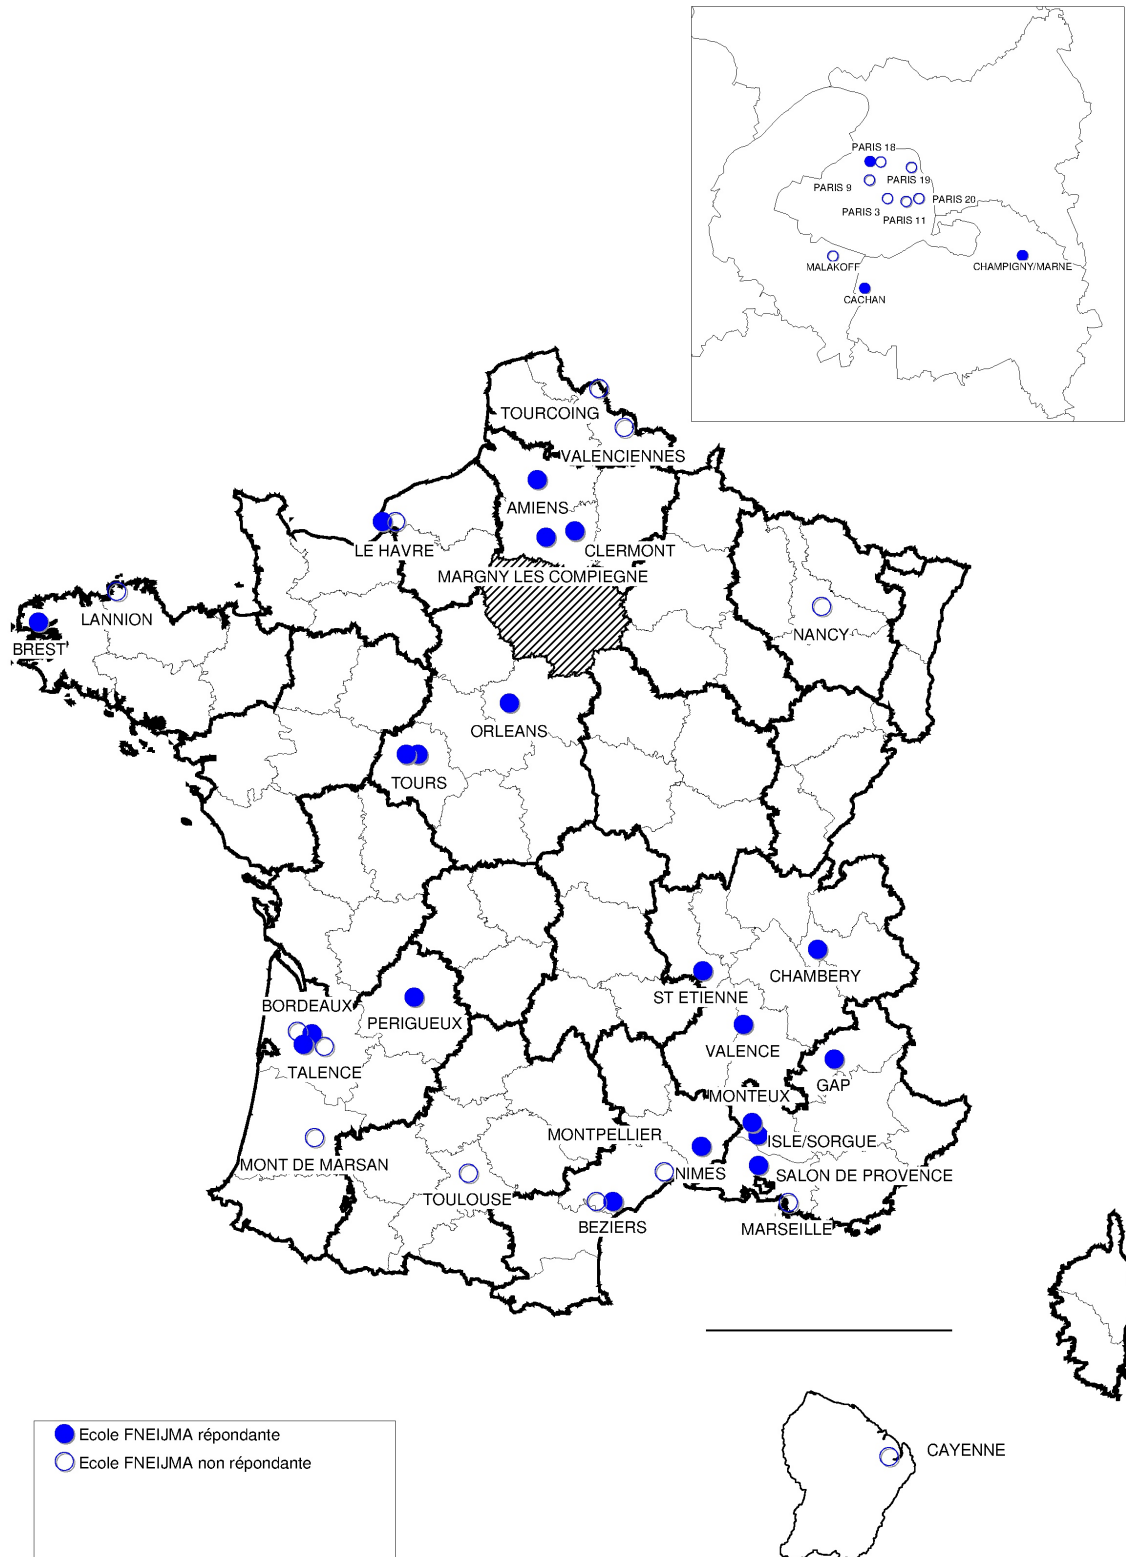 PARIS 18
PARIS 19
PARIS 9
PARIS 20
PARIS 3
PARIS 11
MALAKOFF
CHAMPIGNY/MARNE
CACHAN
TOURCOING
VALENCIENNES
AMIENS
LE HAVRE
CLERMONT
MARGNY LES COMPIEGNE
LANNION
BREST
NANCY
ORLEANS
TOURS
CHAMBERY
ST ETIENNE
BORDEAUX
PERIGUEUX
VALENCE
TALENCE
GAP
MONTEUX
MONTPELLIER
ISLE/SORGUE
MONT DE MARSAN
NIMES
SALON DE PROVENCE
TOULOUSE
BEZIERS
MARSEILLE
Ecole FNEIJMA répondante
Ecole FNEIJMA non répondante
CAYENNE